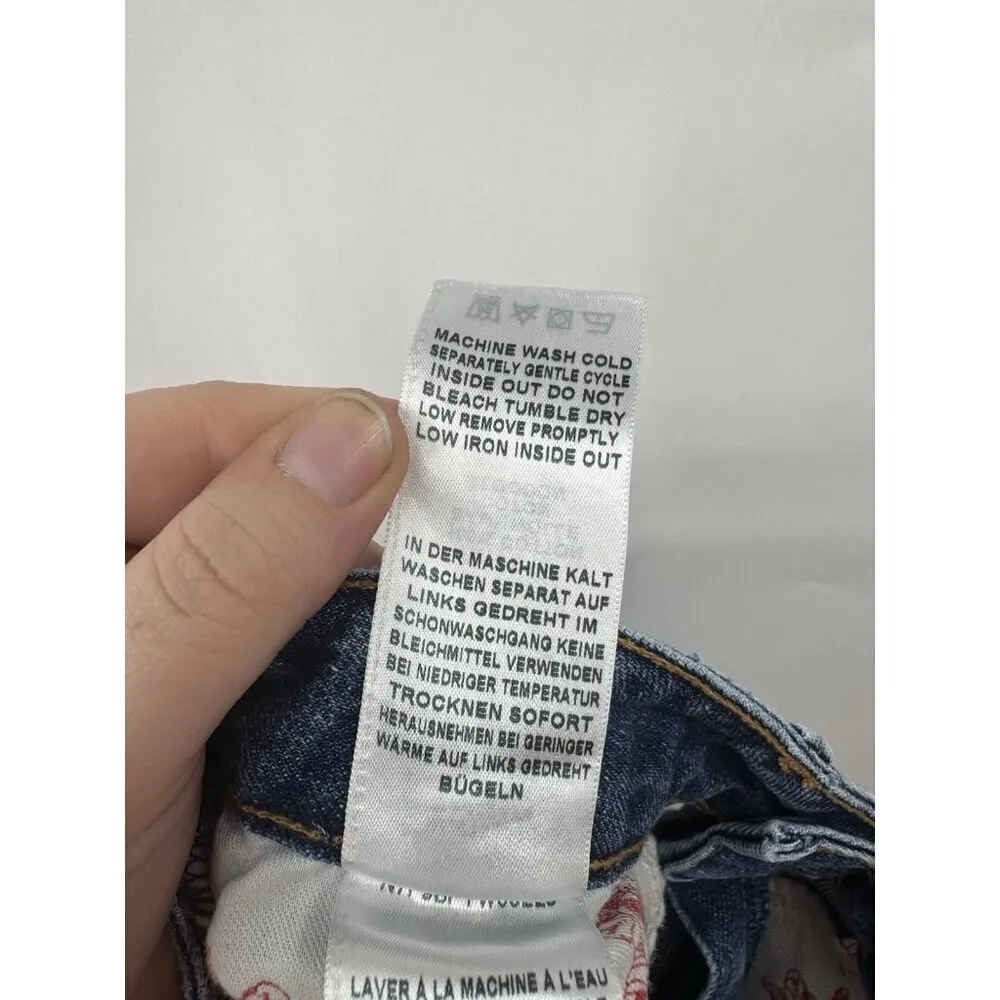 MACHINE WASH COLD
SEPARATELY GENTLE CYCLE
INSIDE OUT DO NOT
BLEACH TUMBLE DRY
LOW REMOVE PROMPTLY
LOW IRON INSIDE OUT
IN DER MASCHINE KALT
WASCHEN SEPARAT AUF
LINKS GEDREHT IM
SCHONWASCHGANG KEINE
BLEICHMITTEL VERWENDEN
BEI NIEDRIGER TEMPERATUR
TROCKNEN SOFORT
HERAUSNEHMEN BEI GERINGER
WARME AUF LINKS GEDREHT
BÜGELN
LAVER À LA MACHINE À L'EAU